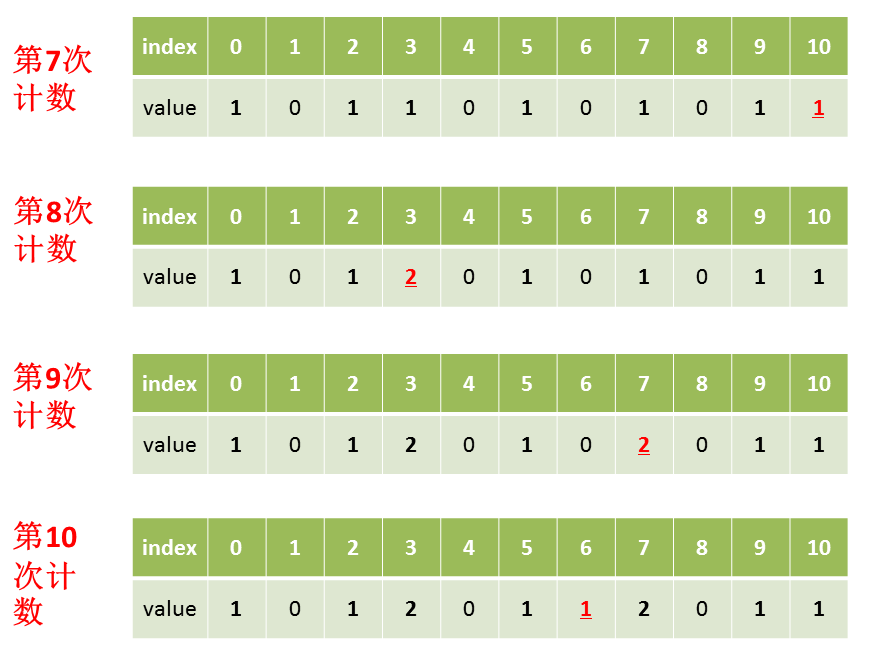 第7次
计数
index 0 1 2 3 4 5 6 7 8 9 10
value 1 0 1 1 0 1 0 1 0 1 1
第8次
计数
index 0 1 2 3 4 5 6 7 8 9 10
value 1 0 1 2 0 1 0 1 0 1 1
第9次
计数
index 0 1 2 3 4 5 6 7 8 9 10
value 1 0 1 2 0 1 0 2 0 1 1
第10
次计
数
index 0 1 2 3 4 5 6 7 8 9 10
value 1 0 1 2 0 1 1 2 0 1 1